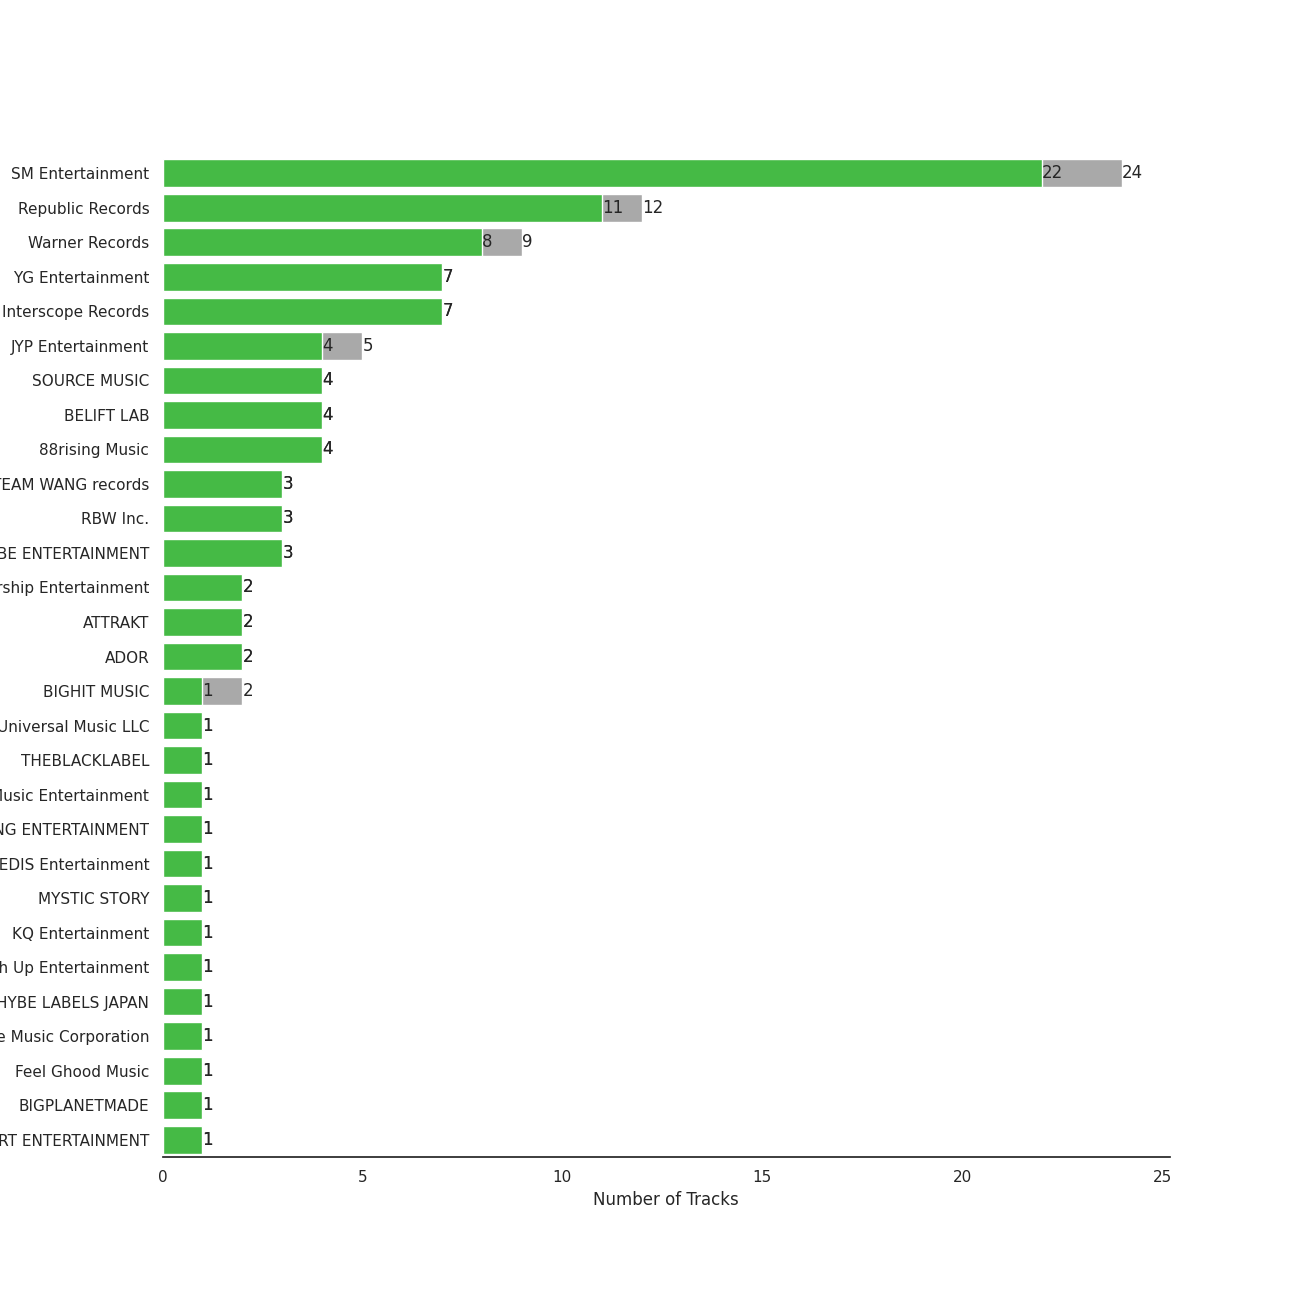 SM Entertainment 22 24
Republic Records 11 12
Warner Records 8 9
YG Entertainment 7
Interscope Records 7
JYP Entertainment 4 5
SOURCE MUSIC 4
BELIFT LAB 4
88rising Music 4
TEAM WANG records 3
RBW Inc. 3
BE ENTERTAINMENT 3
rship Entertainment 2
ATTRAKT 2
ADOR 2
BIGHIT MUSIC 1 2
Universal Music LLC 1
THEBLACKLABEL 1
Music Entertainment 1
NG ENTERTAINMENT 1
EDIS Entertainment 1
MYSTIC STORY 1
KQ Entertainment 1
h Up Entertainment 1
HYBE LABELS JAPAN 1
e Music Corporation 1
Feel Ghood Music 1
BIGPLANETMADE 1
RT ENTERTAINMENT 1
0 5 10 15 20 25
Number of Tracks